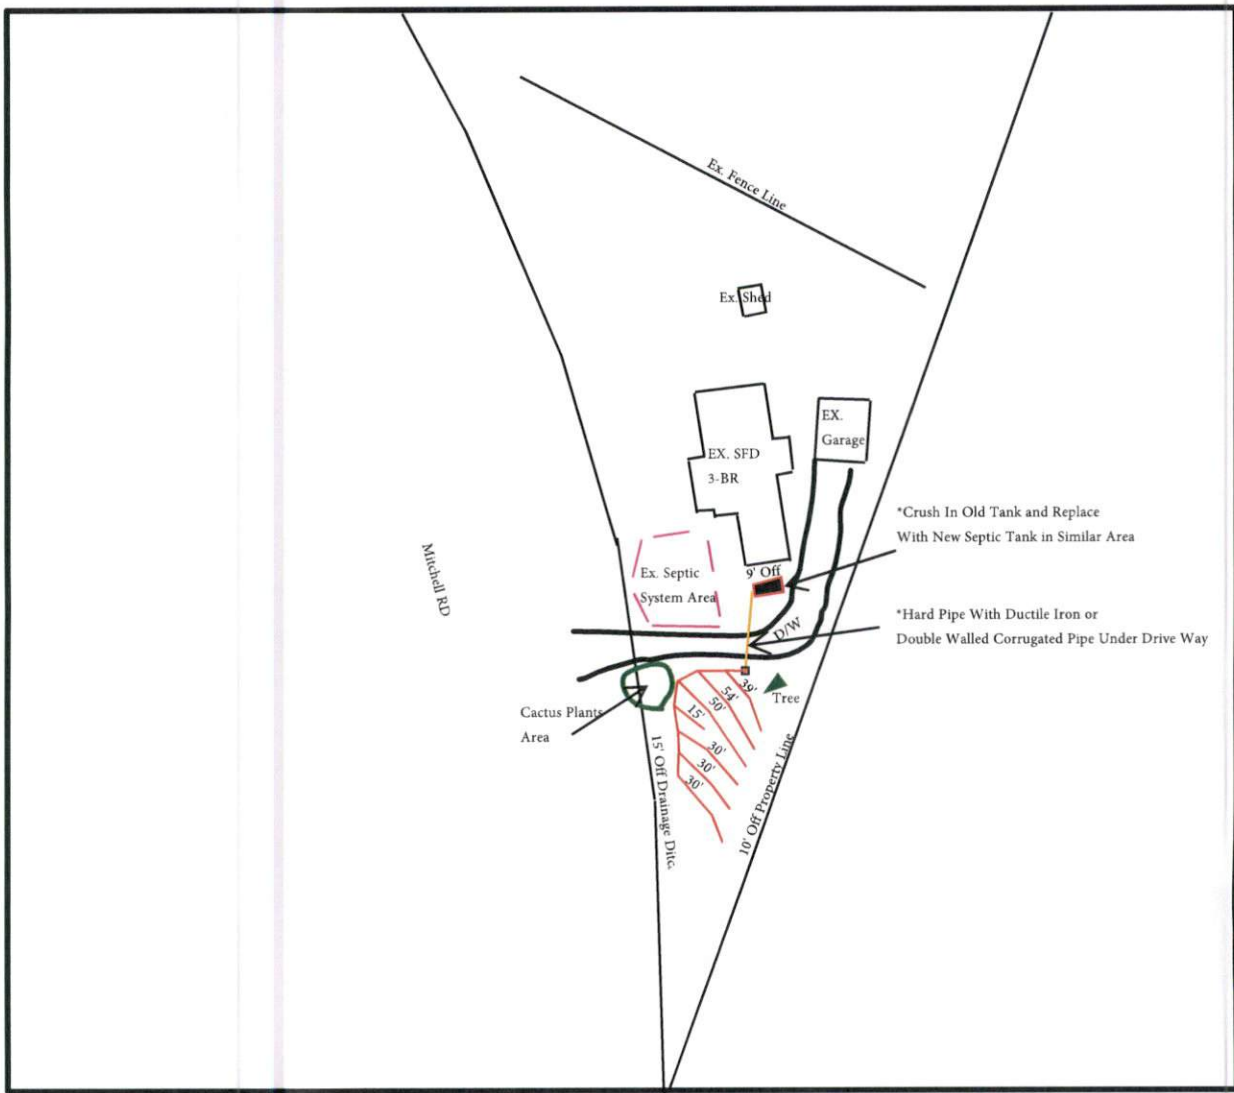 Ex. Fence Line
Ex. Shed
EX.
Garage
EX. SFD
3-BR
*Crush In Old Tank and Replace
With New Septic Tank in Similar Area
Mitchell RD
Ex. Septic
System Area
9' Off
D/W
*Hard Pipe With Ductile Iron or
Double Walled Corrugated Pipe Under Drive Way
39'
54'
50'
15'
Tree
Cactus Plants
Area
30'
30'
30'
15' Off Drainage Ditc.
10' Off Property Line